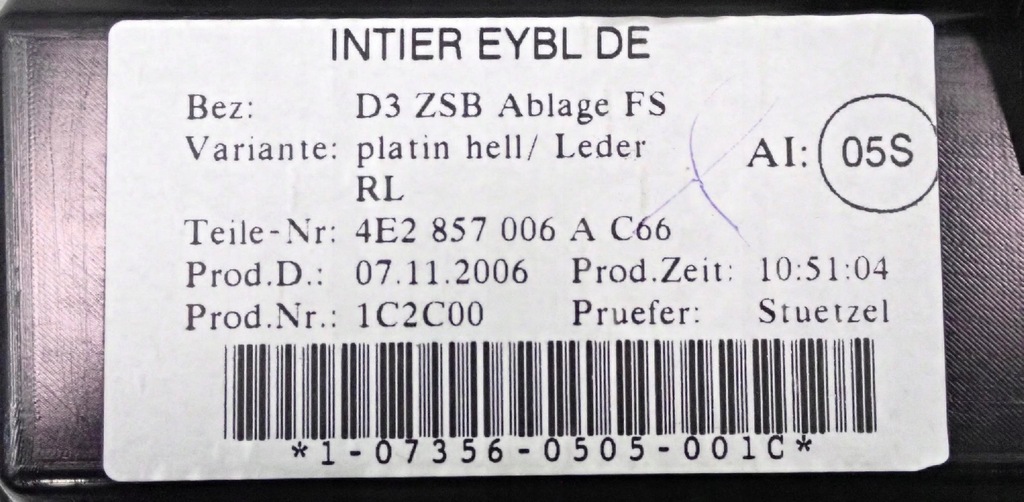 INTIER EYBL DE
Bez: D3 ZSB Ablage FS
Variante: platin hell/ Leder AI: 05S
RL
Teile-Nr: 4E2 857 006 A C66
Prod.D.: 07.11.2006 Prod.Zeit: 10:51:04
Prod.Nr.: 1C2C00 Pruefer: Stuetzel
*1-07356-0505-001C*